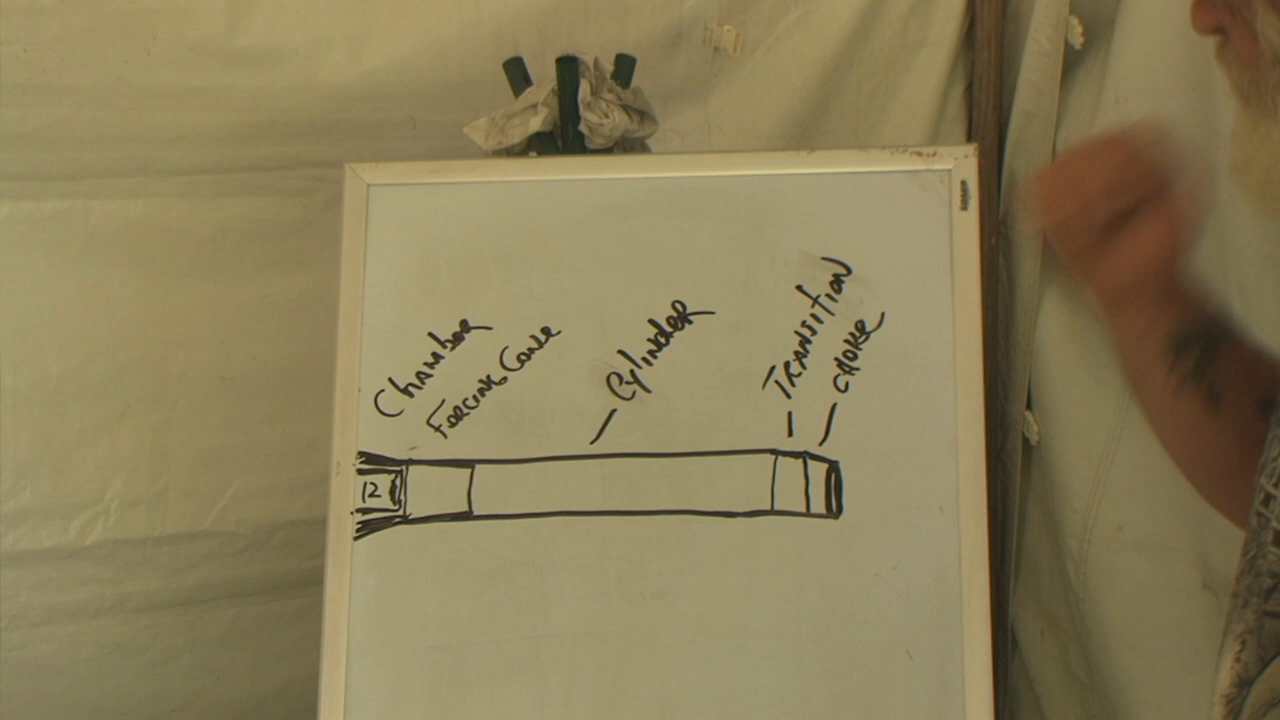 Chamber
Forcing Cone
Cylinder
Transition
Choke
12